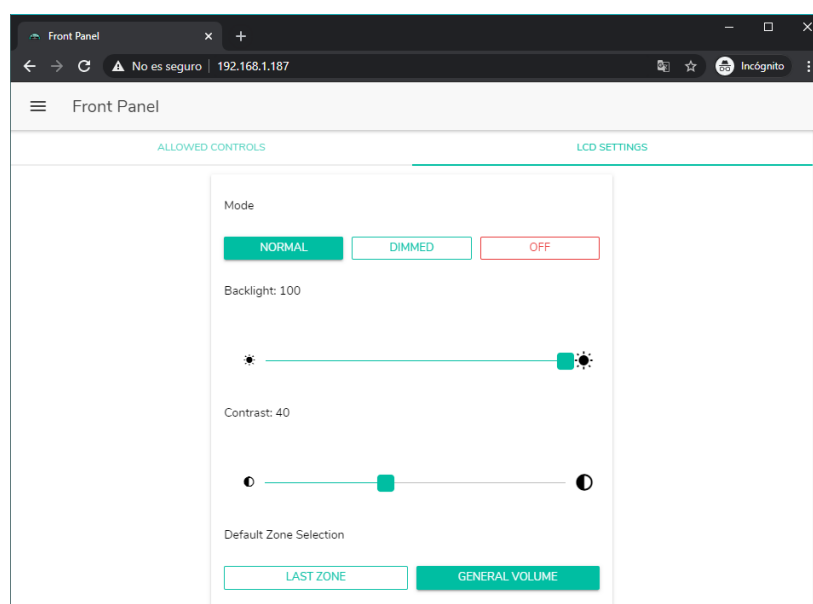 Front Panel
No es seguro | 192.168.1.187
Incógnito
Front Panel
ALLOWED CONTROLS
LCD SETTINGS
Mode
NORMAL
DIMMED
OFF
Backlight: 100
Contrast: 40
Default Zone Selection
LAST ZONE
GENERAL VOLUME